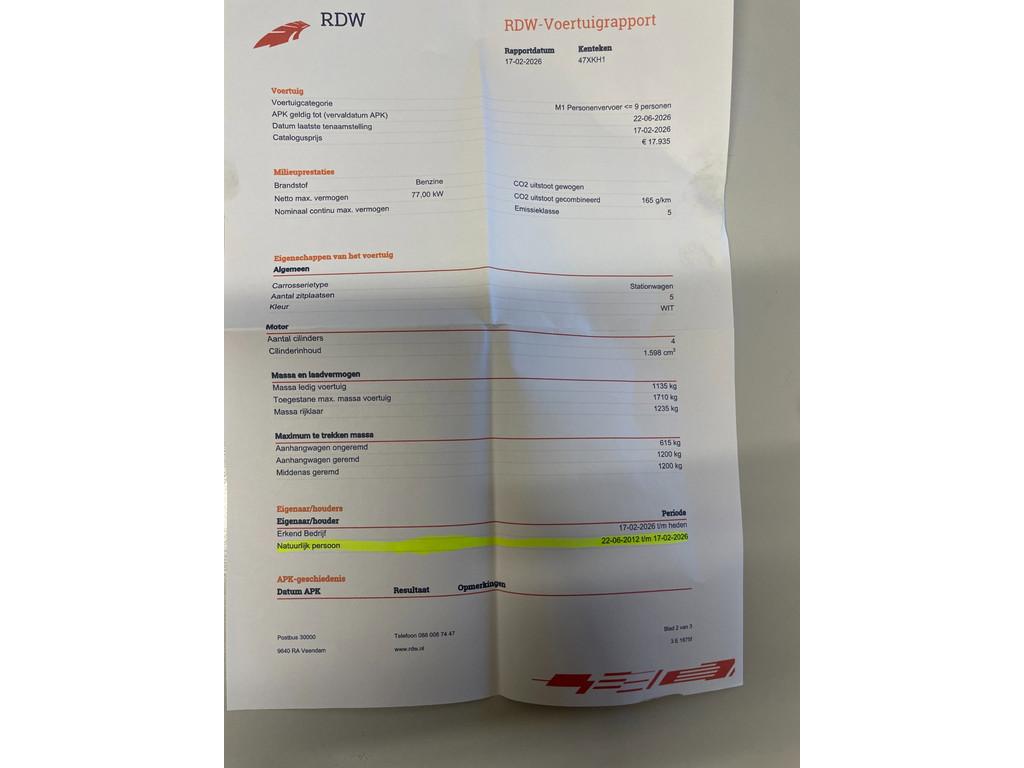 RDW
RDW-Voertuigrapport
Rapportdatum Kenteken
17-02-2026 47XKH1
Voertuig
Voertuigcategorie M1 Personenvervoer <= 9 personen
APK geldig tot (vervaldatum APK) 22-06-2026
Datum laatste tenaamstelling 17-02-2026
Catalogusprijs € 17.935
Milieuprestaties
Brandstof Benzine CO2 uitstoot gewogen
Netto max. vermogen 77,00 kW CO2 uitstoot gecombineerd 165 g/km
Nominaal continu max. vermogen Emissieklasse 5
Eigenschappen van het voertuig
Algemeen
Carrosserietype Stationwagen
Aantal zitplaatsen 5
Kleur WIT
Motor
Aantal cilinders 4
Cilinderinhoud 1.598 cm³
Massa en laadvermogen
Massa ledig voertuig 1135 kg
Toegestane max. massa voertuig 1710 kg
Massa rijklaar 1235 kg
Maximum te trekken massa
Aanhangwagen ongeremd 615 kg
Aanhangwagen geremd 1200 kg
Middenas geremd 1200 kg
Eigenaar/houders
Eigenaar/houder Periode
Erkend Bedrijf 17-02-2026 t/m heden
Natuurlijk persoon 22-06-2012 t/m 17-02-2026
APK-geschiedenis
Datum APK Resultaat Opmerkingen
Postbus 30000 Telefoon 088 008 74 47 Blad 2 van 3
9640 RA Veendam www.rdw.nl 3 E 1675f